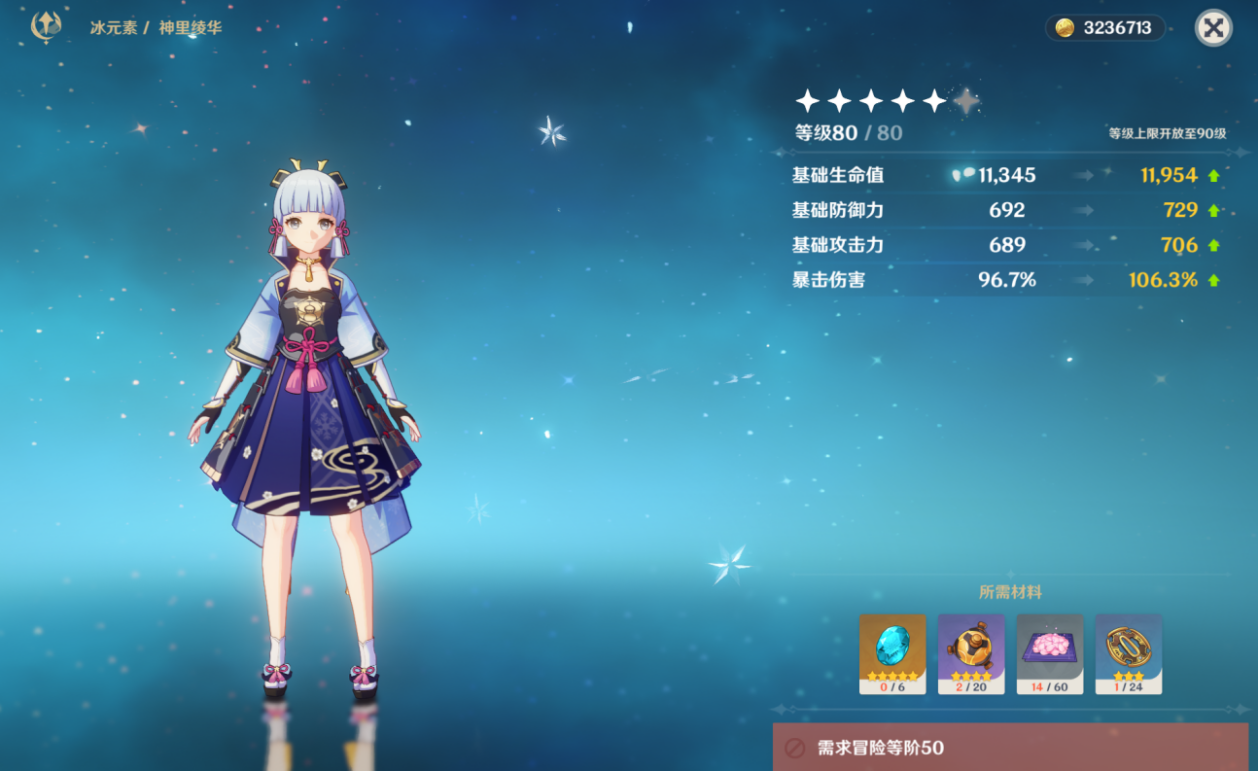 冰元素 / 神里绫华
3236713
等级80 / 80
等级上限开放至90级
基础生命值 11,345 11,954
基础防御力 692 729
基础攻击力 689 706
暴击伤害 96.7% 106.3%
所需材料
0 / 6
2 / 20
14 / 60
1 / 24
需求冒险等阶50